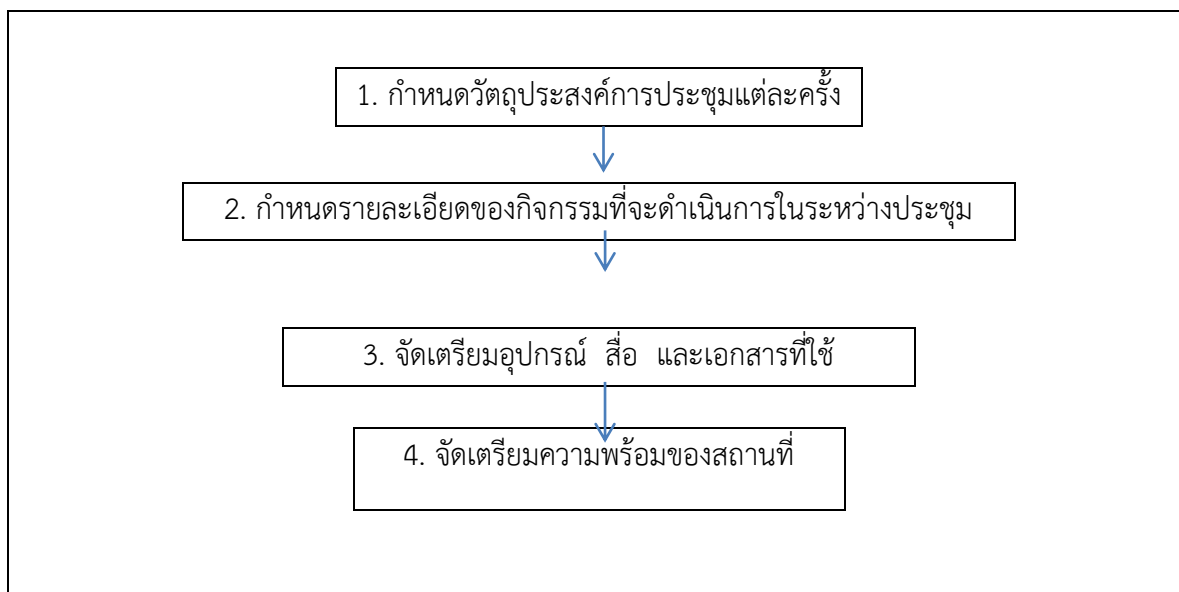 1. กำหนดวัตถุประสงค์การประชุมแต่ละครั้ง
2. กำหนดรายละเอียดของกิจกรรมที่จะดำเนินการในระหว่างประชุม
3. จัดเตรียมอุปกรณ์ สื่อ และเอกสารที่ใช้
4. จัดเตรียมความพร้อมของสถานที่